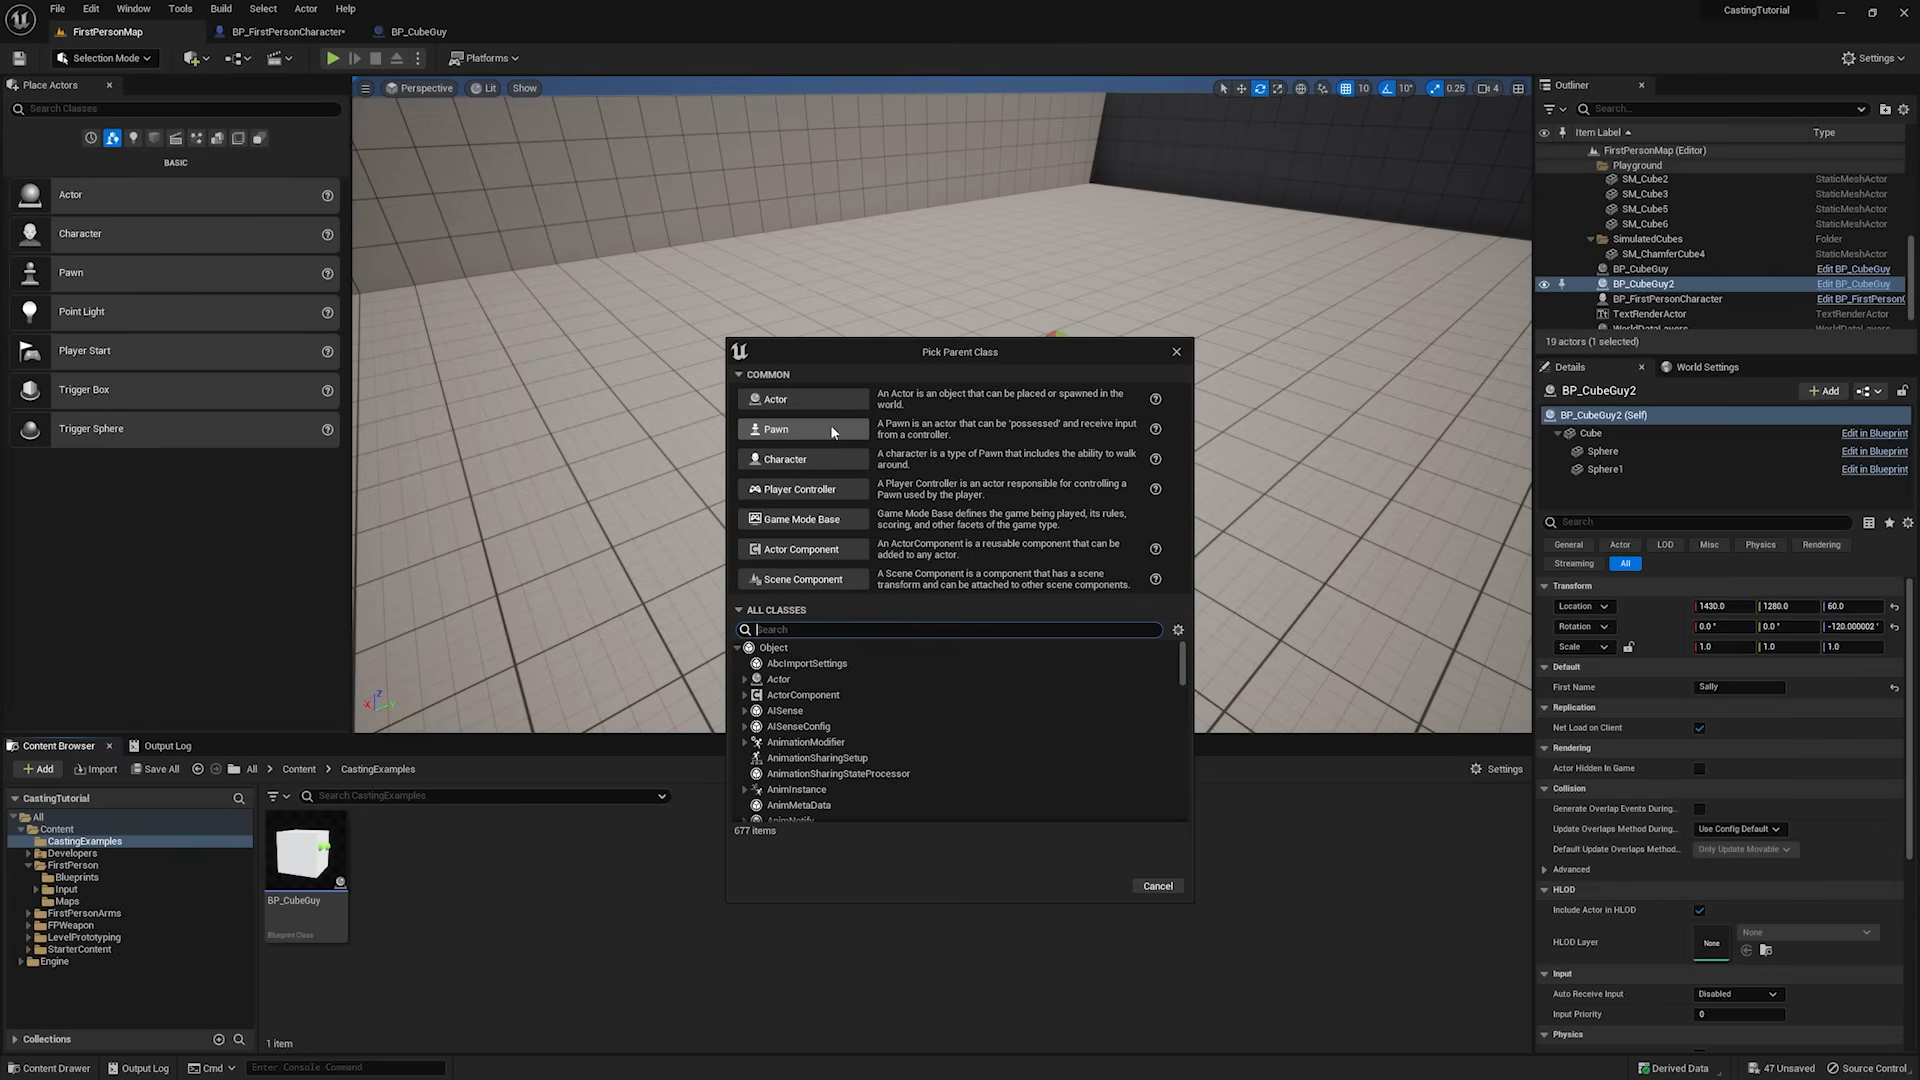 File Edit Window Tools Build Select Actor Help
CastingTutorial
FirstPersonMap
BP_FirstPersonCharacter•
BP_CubeGuy
Selection Mode
Platforms
Settings
Place Actors
Search Classes
BASIC
Actor
Character
Pawn
Point Light
Player Start
Trigger Box
Trigger Sphere
Perspective
Lit
Show
10
10°
0.25
4
X
Y
Z
Outliner
Search...
Item Label
Type
FirstPersonMap (Editor)
Playground
SM_Cube2 StaticMeshActor
SM_Cube3 StaticMeshActor
SM_Cube5 StaticMeshActor
SM_Cube6 StaticMeshActor
SimulatedCubes Folder
SM_ChamferCube4 StaticMeshActor
BP_CubeGuy Edit BP_CubeGuy
BP_CubeGuy2 Edit BP_CubeGuy
BP_FirstPersonCharacter Edit BP_FirstPerson
TextRenderActor TextRenderActor
19 actors (1 selected)
Pick Parent Class
COMMON
Actor
An Actor is an object that can be placed or spawned in the
world.
Pawn
A Pawn is an actor that can be 'possessed' and receive input
from a controller.
Character
A character is a type of Pawn that includes the ability to walk
around.
Player Controller
A Player Controller is an actor responsible for controlling a
Pawn used by the player.
Game Mode Base
Game Mode Base defines the game being played, its rules,
scoring, and other facets of the game type.
Actor Component
An ActorComponent is a reusable component that can be
added to any actor.
Scene Component
A Scene Component is a component that has a scene
transform and can be attached to other scene components.
ALL CLASSES
Search
Object
AbcImportSettings
Actor
ActorComponent
AISense
AISenseConfig
AnimationModifier
AnimationSharingSetup
AnimationSharingStateProcessor
AnimInstance
AnimMetaData
AnimNotify
677 items
Cancel
Details
World Settings
BP_CubeGuy2
Add
BP_CubeGuy2 (Self)
Cube Edit in Blueprint
Sphere Edit in Blueprint
Sphere1 Edit in Blueprint
Search
General Actor LOD Misc Physics Rendering
Streaming All
Transform
Location 1430.0 1280.0 60.0
Rotation 0.0 ° 0.0 ° -120.000002 °
Scale 1.0 1.0 1.0
Default
First Name Sally
Replication
Net Load on Client
Rendering
Actor Hidden In Game
Collision
Generate Overlap Events During...
Update Overlaps Method During... Use Config Default
Default Update Overlaps Method... Only Update Movable
Advanced
HLOD
Include Actor in HLOD
HLOD Layer None None
Input
Auto Receive Input Disabled
Input Priority 0
Physics
Content Browser
Output Log
Add Import Save All All Content CastingExamples
Settings
CastingTutorial
Search CastingExamples
All
Content
CastingExamples
Developers
FirstPerson
Blueprints
Input
Maps
FirstPersonArms
FPWeapon
LevelPrototyping
StarterContent
Engine
BP_CubeGuy
Blueprint Class
Collections
1 item
Content Drawer Output Log Cmd Enter Console Command
Derived Data 47 Unsaved Source Control